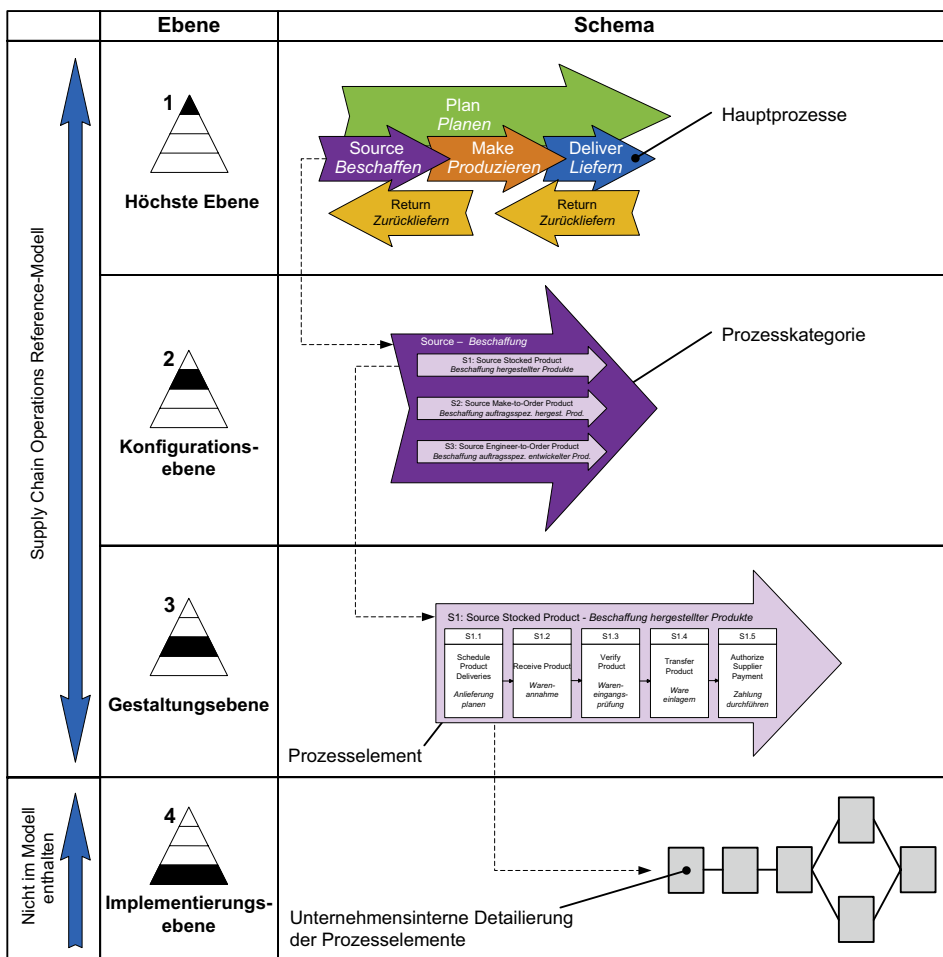 Ebene
Schema
Supply Chain Operations Reference-Modell
1
Höchste Ebene
Plan
Planen
Source
Beschaffen
Make
Produzieren
Deliver
Liefern
Return
Zurückliefern
Return
Zurückliefern
Hauptprozesse
2
Konfigurations-
ebene
Source – Beschaffung
S1: Source Stocked Product
Beschaffung hergestellter Produkte
S2: Source Make-to-Order Product
Beschaffung auftragsspez. hergest. Prod.
S3: Source Engineer-to-Order Product
Beschaffung auftragsspez. entwickelter Prod.
Prozesskategorie
3
Gestaltungsebene
S1: Source Stocked Product - Beschaffung hergestellter Produkte
S1.1
Schedule
Product
Deliveries
Anlieferung
planen
S1.2
Receive Product
Waren-
annahme
S1.3
Verify
Product
Waren-
eingangs-
prüfung
S1.4
Transfer
Product
Ware
einlagern
S1.5
Authorize
Supplier
Payment
Zahlung
durchführen
Prozesselement
Nicht im Modell
enthalten
4
Implementierungs-
ebene
Unternehmensinterne Detailierung
der Prozesselemente